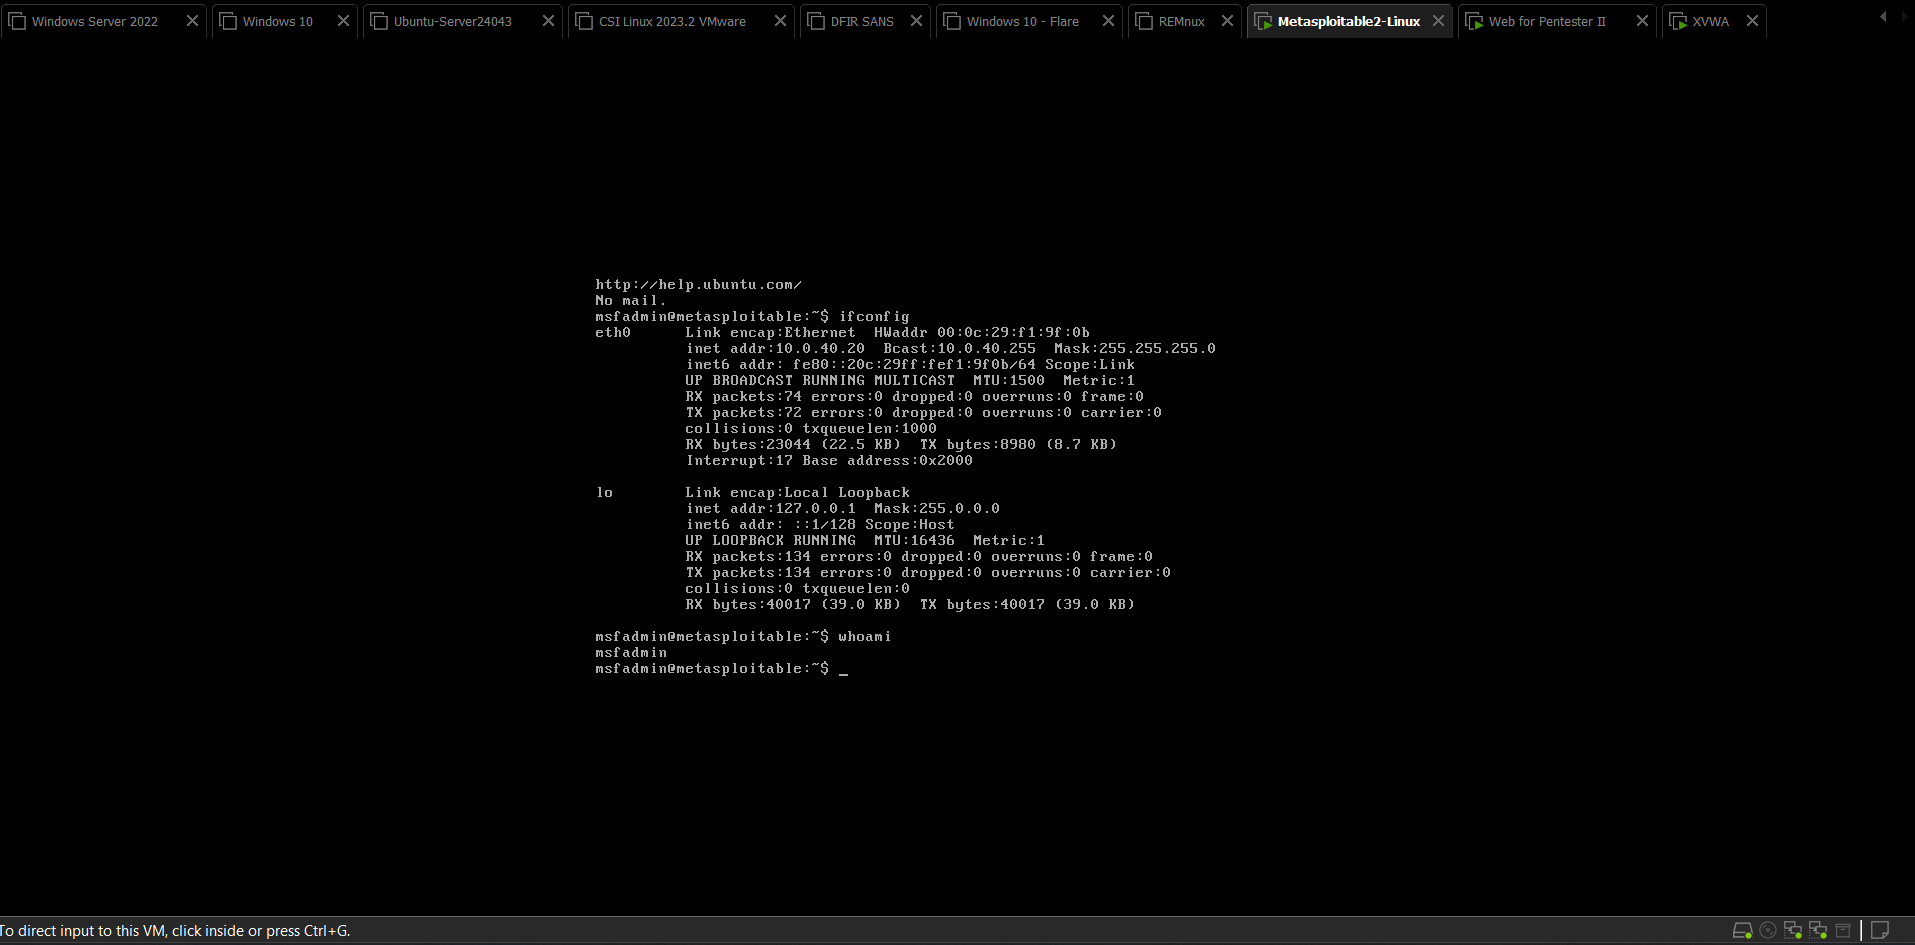 Windows Server 2022
Windows 10
Ubuntu-Server24043
CSI Linux 2023.2 VMware
DFIR SANS
Windows 10 - Flare
REMnux
Metasploitable2-Linux
Web for Pentester II
XVWA
http://help.ubuntu.com/
No mail.
msfadmin@metasploitable:~$ ifconfig
eth0      Link encap:Ethernet  HWaddr 00:0c:29:f1:9f:0b
          inet addr:10.0.40.20  Bcast:10.0.40.255  Mask:255.255.255.0
          inet6 addr: fe80::20c:29ff:fef1:9f0b/64 Scope:Link
          UP BROADCAST RUNNING MULTICAST  MTU:1500  Metric:1
          RX packets:74 errors:0 dropped:0 overruns:0 frame:0
          TX packets:72 errors:0 dropped:0 overruns:0 carrier:0
          collisions:0 txqueuelen:1000
          RX bytes:23044 (22.5 KB)  TX bytes:8980 (8.7 KB)
          Interrupt:17 Base address:0x2000
lo        Link encap:Local Loopback
          inet addr:127.0.0.1  Mask:255.0.0.0
          inet6 addr: ::1/128 Scope:Host
          UP LOOPBACK RUNNING  MTU:16436  Metric:1
          RX packets:134 errors:0 dropped:0 overruns:0 frame:0
          TX packets:134 errors:0 dropped:0 overruns:0 carrier:0
          collisions:0 txqueuelen:0
          RX bytes:40017 (39.0 KB)  TX bytes:40017 (39.0 KB)
msfadmin@metasploitable:~$ whoami
msfadmin
msfadmin@metasploitable:~$ _
To direct input to this VM, click inside or press Ctrl+G.